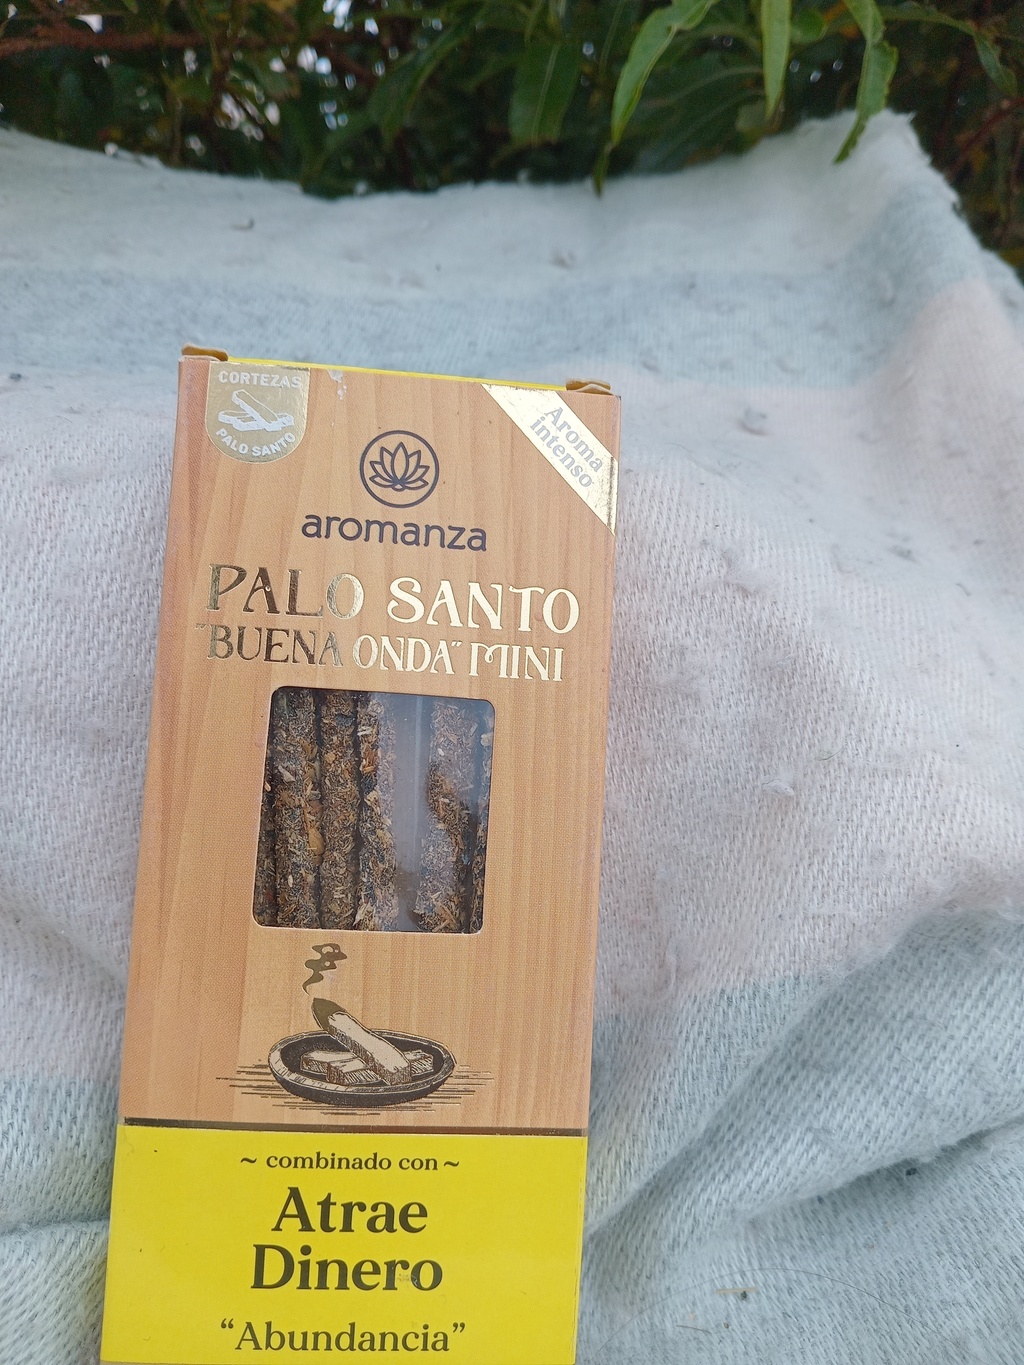 CORTEZAS
PALO SANTO
Aroma
intenso
aromanza
PALO SANTO
"BUENA ONDA" MINI
~ combinado con ~
Atrae
Dinero
“Abundancia”